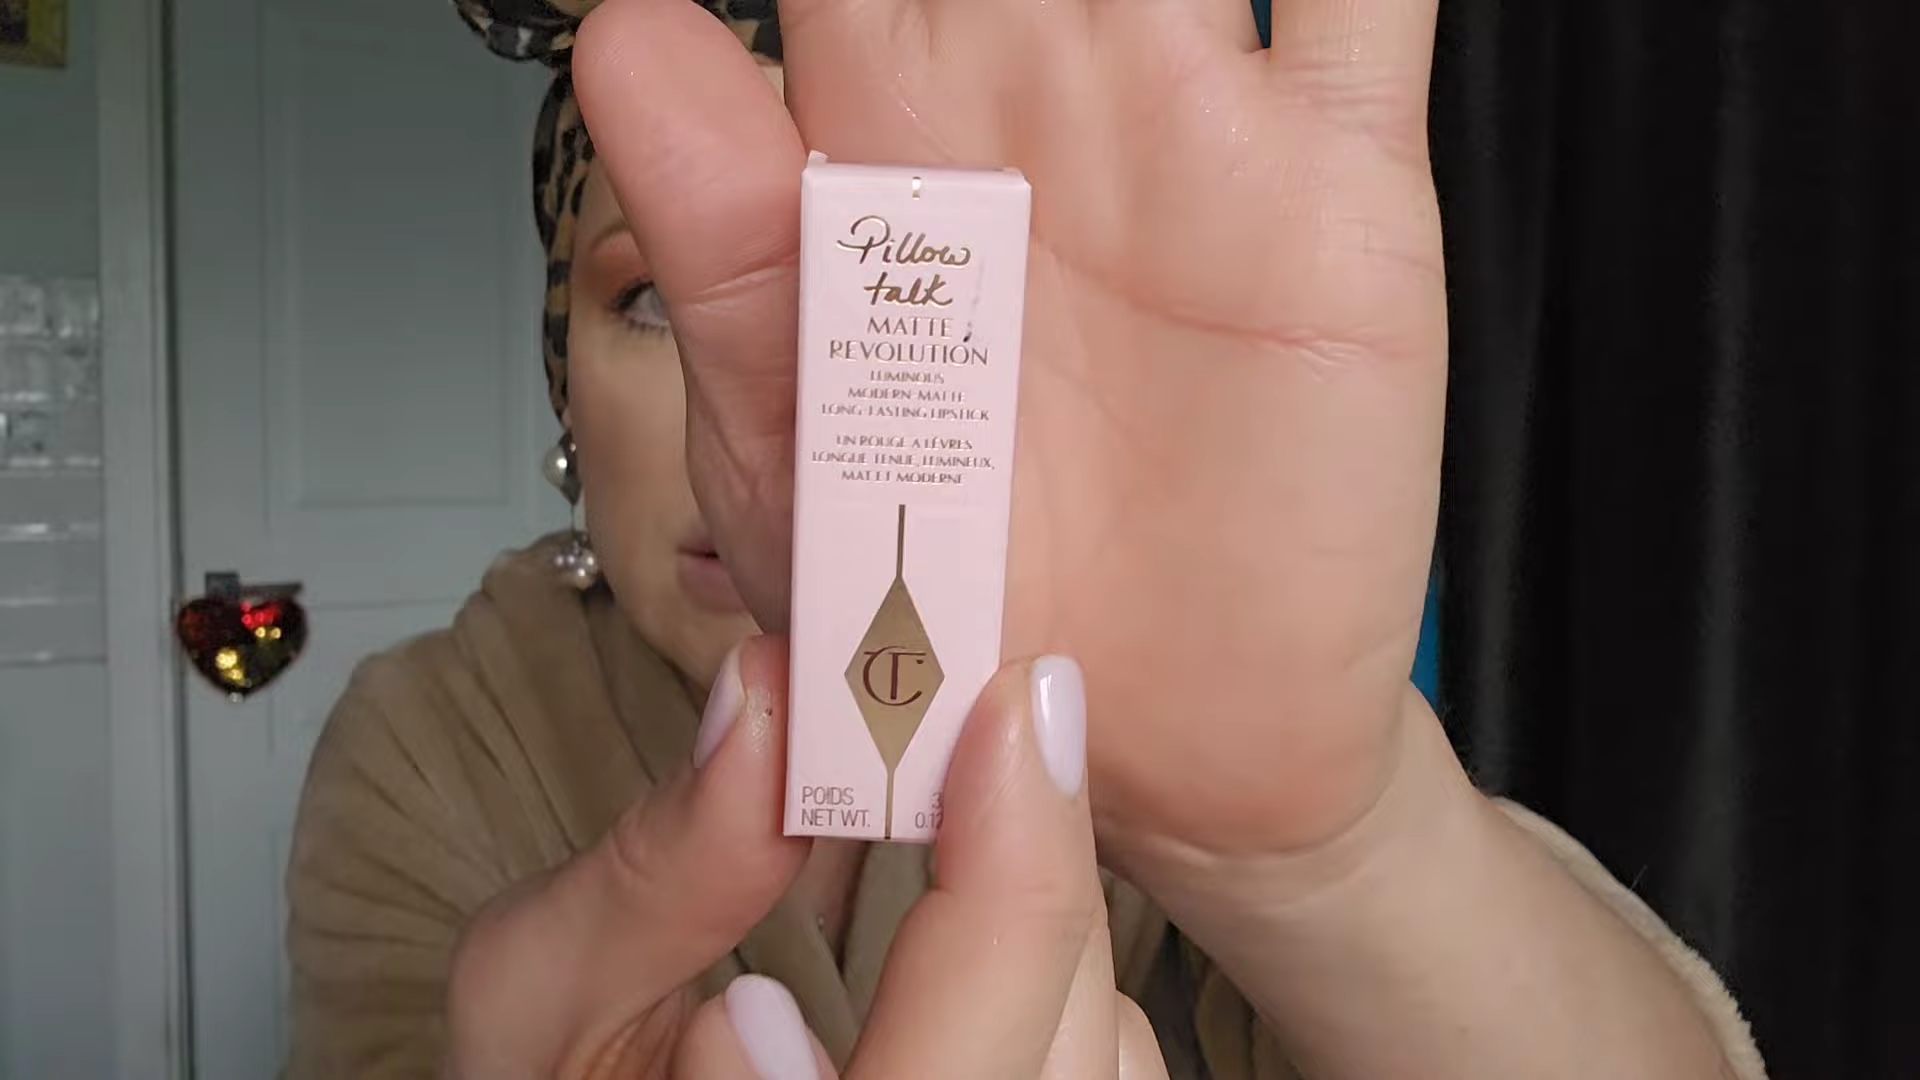 Pillow
talk
MATTE
REVOLUTION
LUMINOUS
MODERN-MATTE
LONG-LASTING LIPSTICK
UN ROUGE A LÈVRES
LONGUE TENUE, LUMINEUX,
MAT ET MODERNE
CT
POIDS
NET WT.